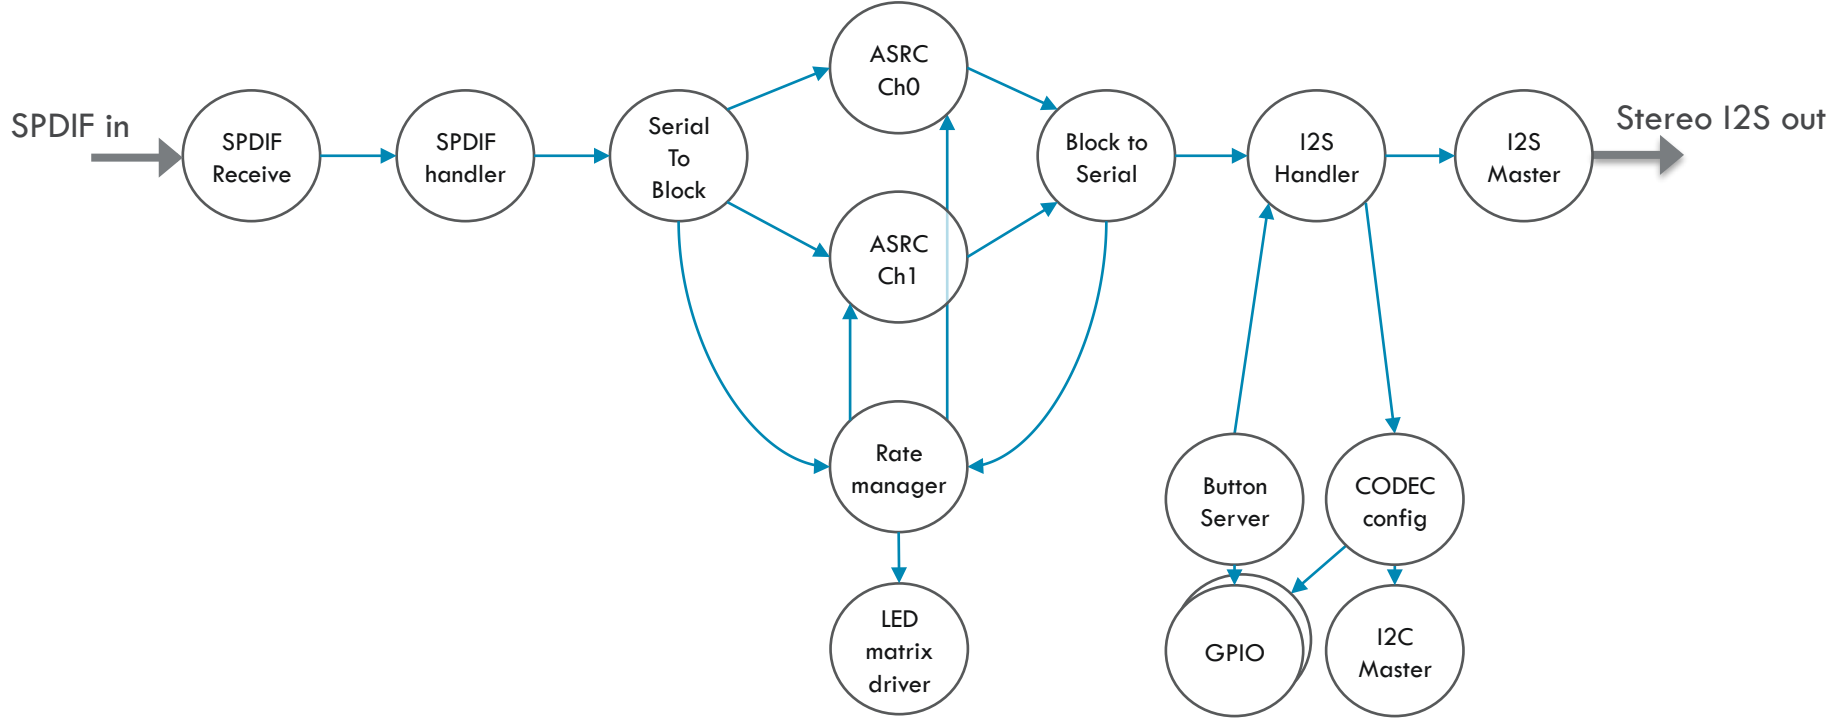 SPDIF in
SPDIF
Receive
SPDIF
handler
Serial
To
Block
ASRC
Ch0
ASRC
Ch1
Rate
manager
LED
matrix
driver
Block to
Serial
I2S
Handler
I2S
Master
Stereo I2S out
Button
Server
CODEC
config
GPIO
I2C
Master